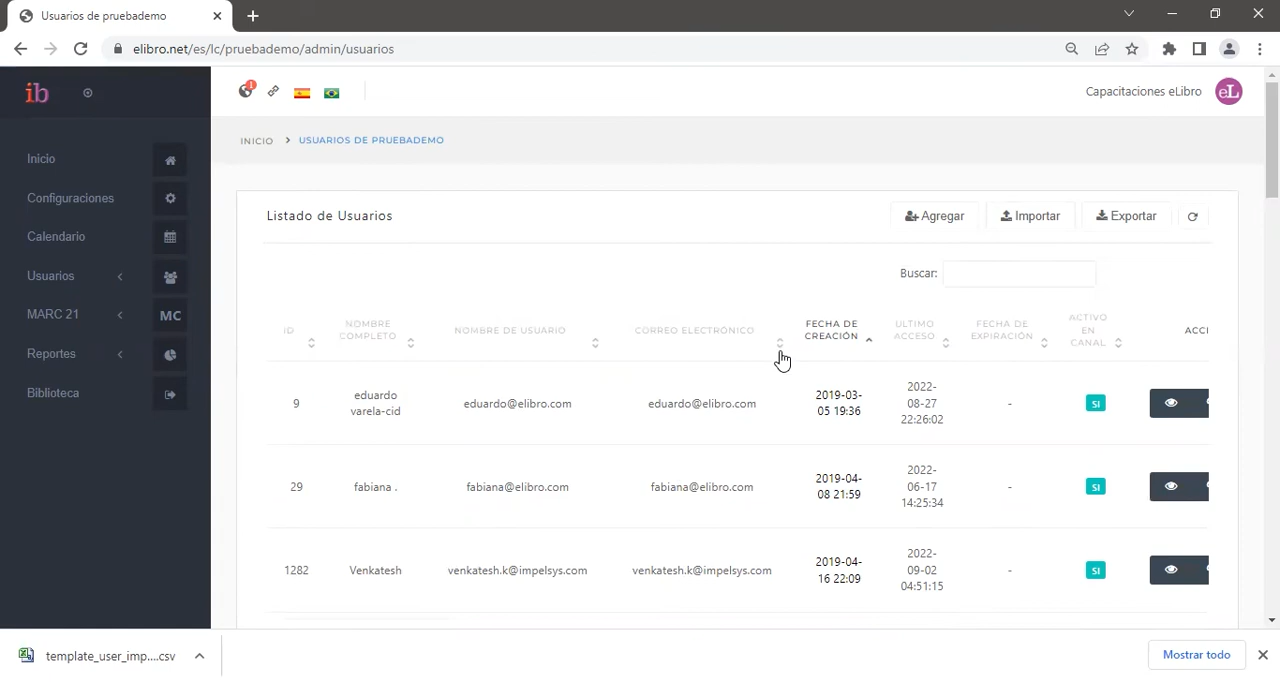 Usuarios de pruebademo
elibro.net/es/lc/pruebademo/admin/usuarios
ib
1
Capacitaciones eLibro
eL
Inicio
Configuraciones
Calendario
Usuarios
MARC 21
MC
Reportes
Biblioteca
INICIO > USUARIOS DE PRUEBADEMO
Listado de Usuarios
Agregar
Importar
Exportar
Buscar:
ID
NOMBRE
COMPLETO
NOMBRE DE USUARIO
CORREO ELECTRÓNICO
FECHA DE
CREACIÓN
ULTIMO
ACCESO
FECHA DE
EXPIRACIÓN
ACTIVO
EN
CANAL
ACCI
9
eduardo
varela-cid
eduardo@elibro.com
eduardo@elibro.com
2019-03-
05 19:36
2022-
08-27
22:26:02
-
SI
29
fabiana .
fabiana@elibro.com
fabiana@elibro.com
2019-04-
08 21:59
2022-
06-17
14:25:34
-
SI
1282
Venkatesh
venkatesh.k@impelsys.com
venkatesh.k@impelsys.com
2019-04-
16 22:09
2022-
09-02
04:51:15
-
SI
template_user_imp....csv
Mostrar todo